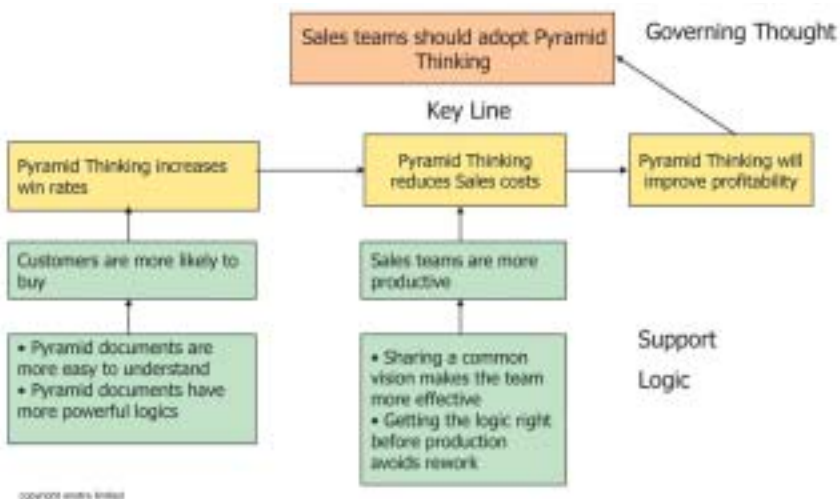 Sales teams should adopt Pyramid
Thinking
Governing Thought
Key Line
Pyramid Thinking increases
win rates
Pyramid Thinking
reduces Sales costs
Pyramid Thinking will
improve profitability
Customers are more likely to
buy
Sales teams are more
productive
• Pyramid documents are
more easy to understand
• Pyramid documents have
more powerful logics
• Sharing a common
vision makes the team
more effective
• Getting the logic right
before production
avoids rework
Support
Logic
copyright
limited